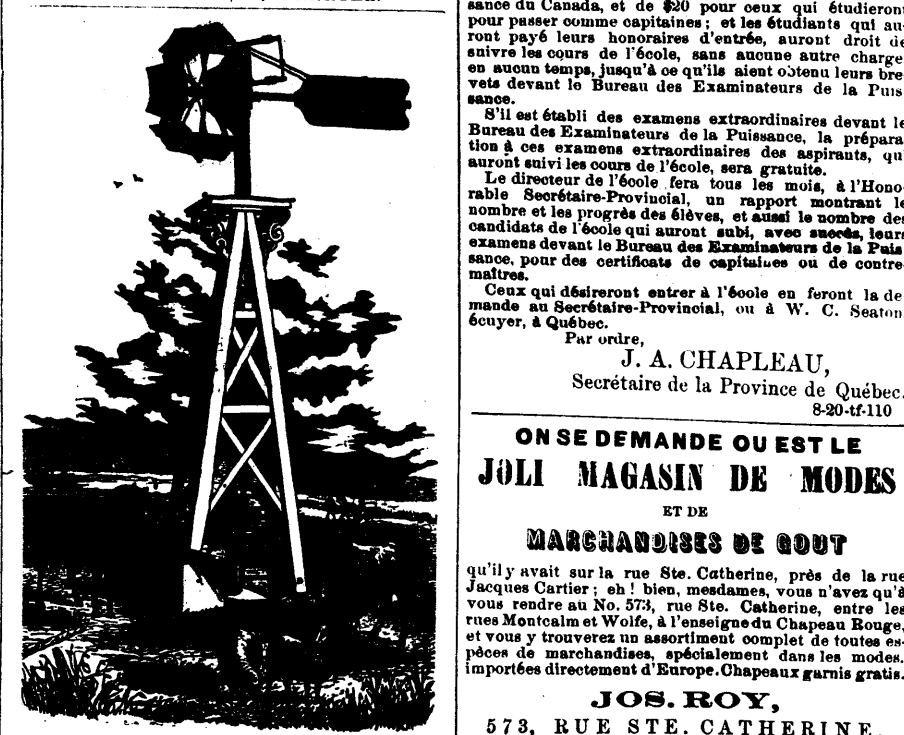 sance du Canada, et de $20 pour ceux qui étudieront
pour passer comme capitaines ; et les étudiants qui au-
ront payé leurs honoraires d'entrée, auront droit de
suivre les cours de l'école, sans aucune autre charge
en aucun temps, jusqu'à ce qu'ils aient obtenu leurs bre-
vets devant le Bureau des Examinateurs de la Puis
sance.
S'il est établi des examens extraordinaires devant le
Bureau des Examinateurs de la Puissance, la prépara
tion à ces examens extraordinaires des aspirants, qui
auront suivi les cours de l'école, sera gratuite.
Le directeur de l'école fera tous les mois, à l'Hono-
rable Secrétaire-Provincial, un rapport montrant le
nombre et les progrès des élèves, et aussi le nombre des
candidats de l'école qui auront subi, avec succès, leurs
examens devant le Bureau des Examinateurs de la Puis
sance, pour des certificats de capitaines ou de contre-
maîtres.
Ceux qui désireront entrer à l'école en feront la de
mande au Secrétaire-Provincial, ou à W. C. Seaton,
écuyer, à Québec.
Par ordre,
J. A. CHAPLEAU,
Secrétaire de la Province de Québec.
8-20-tf-110
ON SE DEMANDE OU EST LE
JOLI MAGASIN DE MODES
ET DE
MARCHANDISES DE GOUT
qu'il y avait sur la rue Ste. Catherine, près de la rue
Jacques Cartier ; eh ! bien, mesdames, vous n'avez qu'à
vous rendre au No. 573, rue Ste. Catherine, entre les
rues Montcalm et Wolfe, à l'enseigne du Chapeau Rouge,
et vous y trouverez un assortiment complet de toutes es-
pèces de marchandises, spécialement dans les modes.
importées directement d'Europe. Chapeaux garnis gratis.
JOS. ROY,
573, RUE STE. CATHERINE.